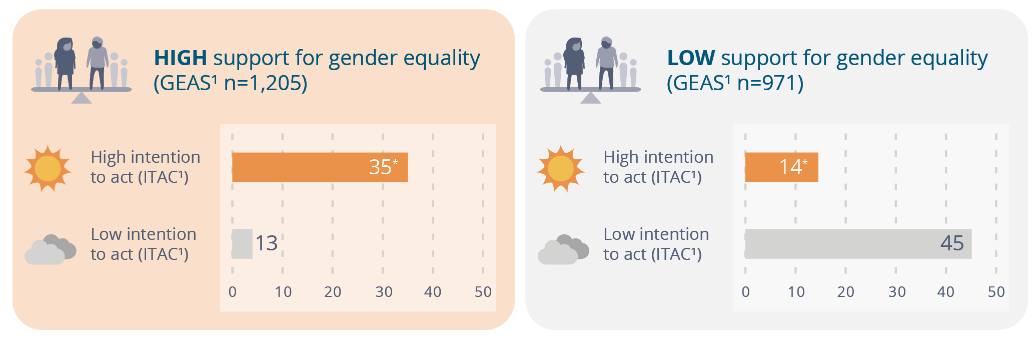 HIGH support for gender equality
(GEAS¹ n=1,205)
High intention
to act (ITAC¹)
35*
Low intention
to act (ITAC¹)
13
0 10 20 30 40 50
LOW support for gender equality
(GEAS¹ n=971)
High intention
to act (ITAC¹)
14*
Low intention
to act (ITAC¹)
45
0 10 20 30 40 50